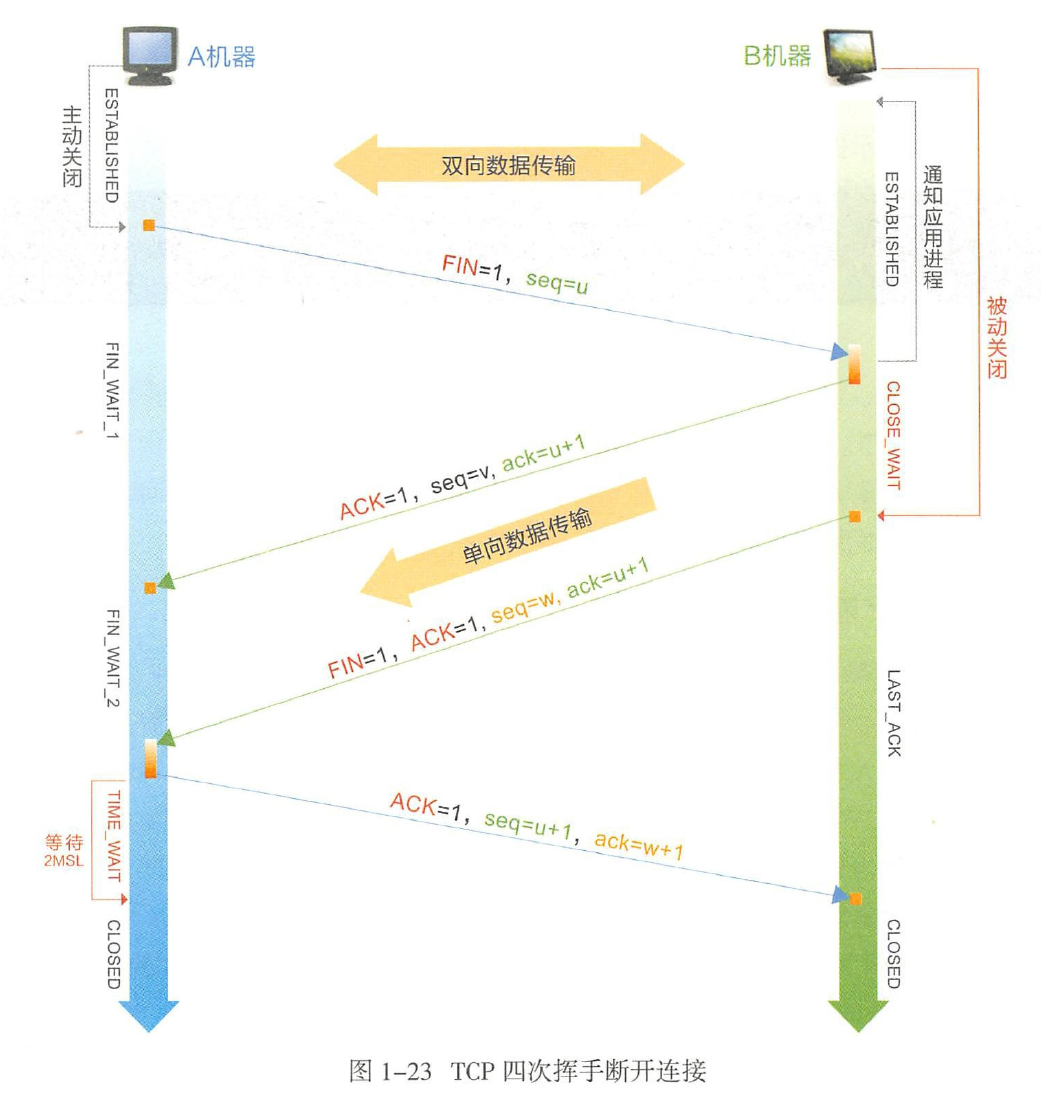 A机器
B机器
主动关闭
ESTABLISHED
双向数据传输
ESTABLISHED
通知应用进程
FIN=1, seq=u
被动关闭
FIN_WAIT_1
CLOSE_WAIT
ACK=1, seq=v, ack=u+1
单向数据传输
FIN=1, ACK=1, seq=w, ack=u+1
FIN_WAIT_2
LAST_ACK
ACK=1, seq=u+1, ack=w+1
等待
2MSL
TIME_WAIT
CLOSED
CLOSED
图 1-23 TCP 四次挥手断开连接